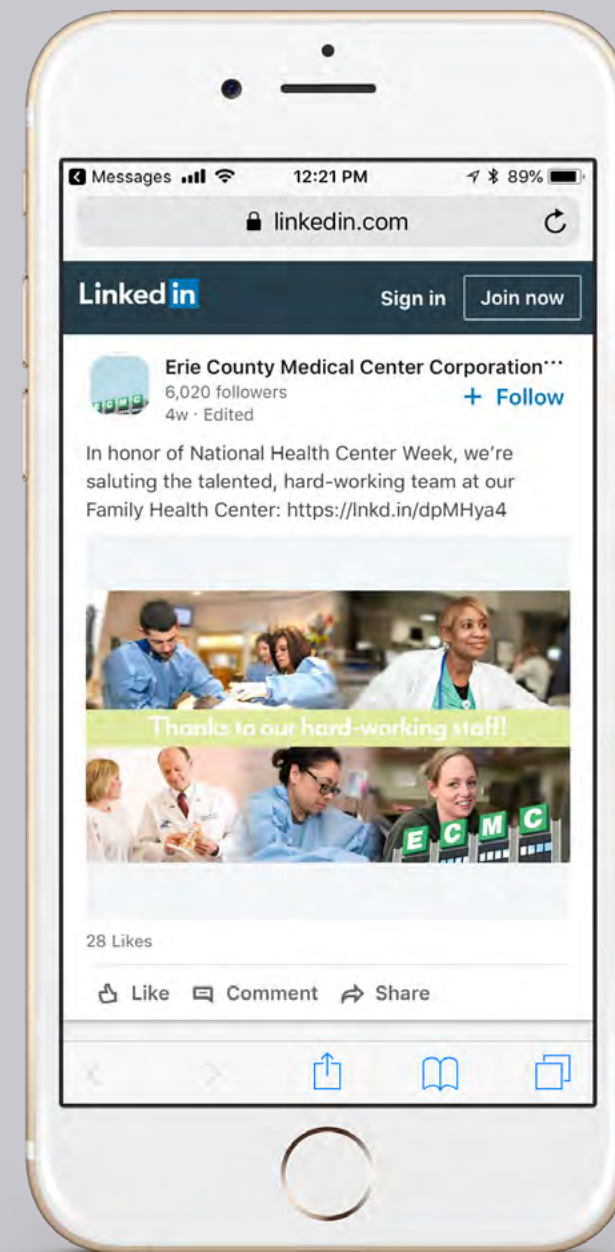 Messages 12:21 PM 89%
linkedin.com
Linked in Sign in Join now
Erie County Medical Center Corporation...
6,020 followers
+ Follow
4w · Edited
In honor of National Health Center Week, we're
saluting the talented, hard-working team at our
Family Health Center: https://lnkd.in/dpMHya4
Thanks to our hard-working staff!
E C M C
28 Likes
Like Comment Share